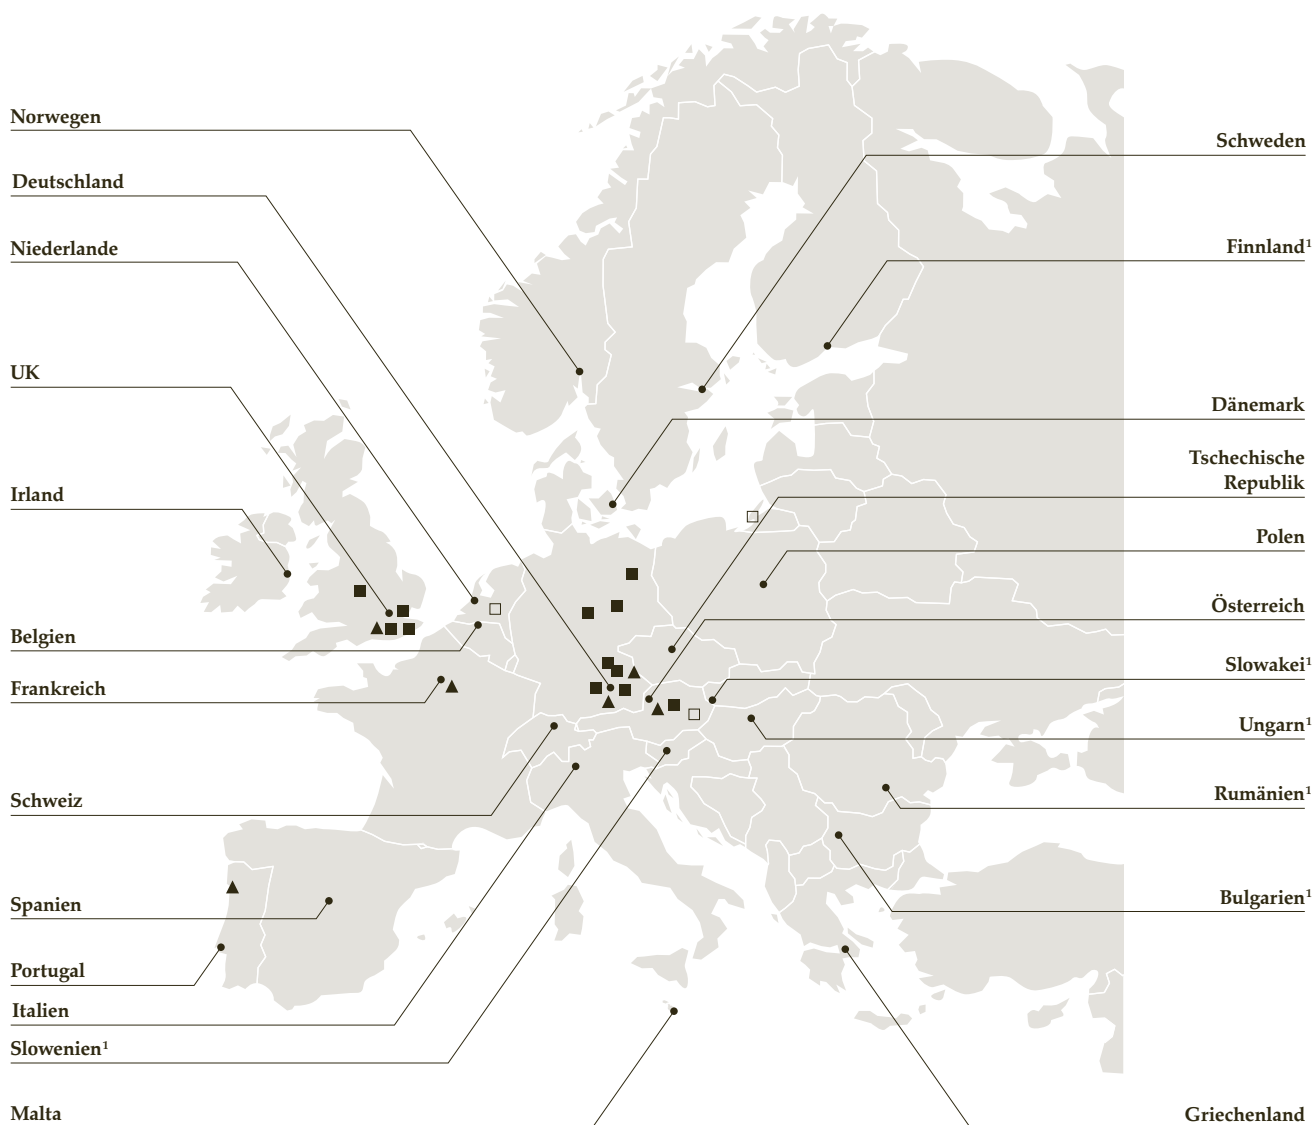 Norwegen
Deutschland
Niederlande
UK
Irland
Belgien
Frankreich
Schweiz
Spanien
Portugal
Italien
Slowenien¹
Malta
Schweden
Finnland¹
Dänemark
Tschechische
Republik
Polen
Österreich
Slowakei¹
Ungarn¹
Rumänien¹
Bulgarien¹
Griechenland